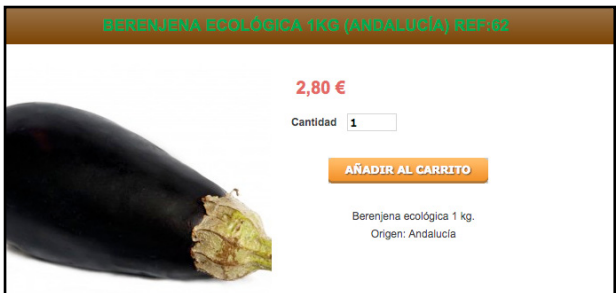 BERENJENA ECOLÓGICA 1KG (ANDALUCÍA) REF:62
2,80 €
Cantidad 1
AÑADIR AL CARRITO
Berenjena ecológica 1 kg.
Origen: Andalucía